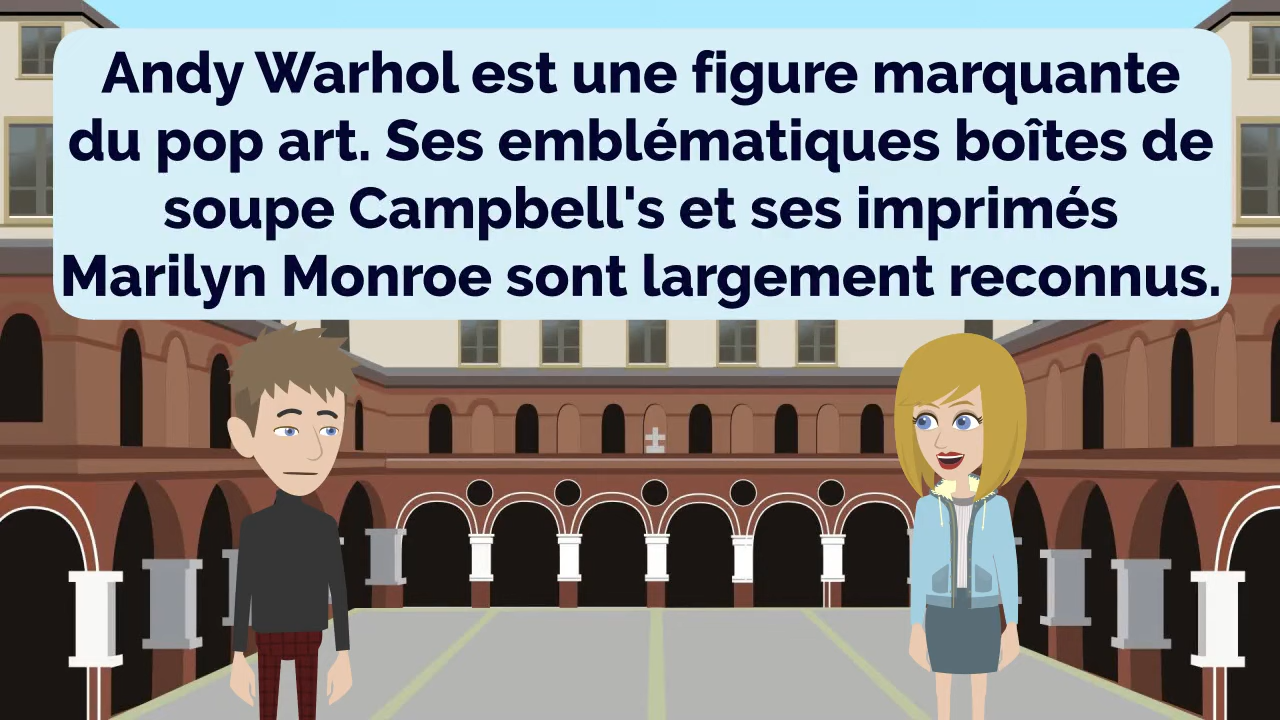 Andy Warhol est une figure marquante
du pop art. Ses emblématiques boîtes de
soupe Campbell's et ses imprimés
Marilyn Monroe sont largement reconnus.